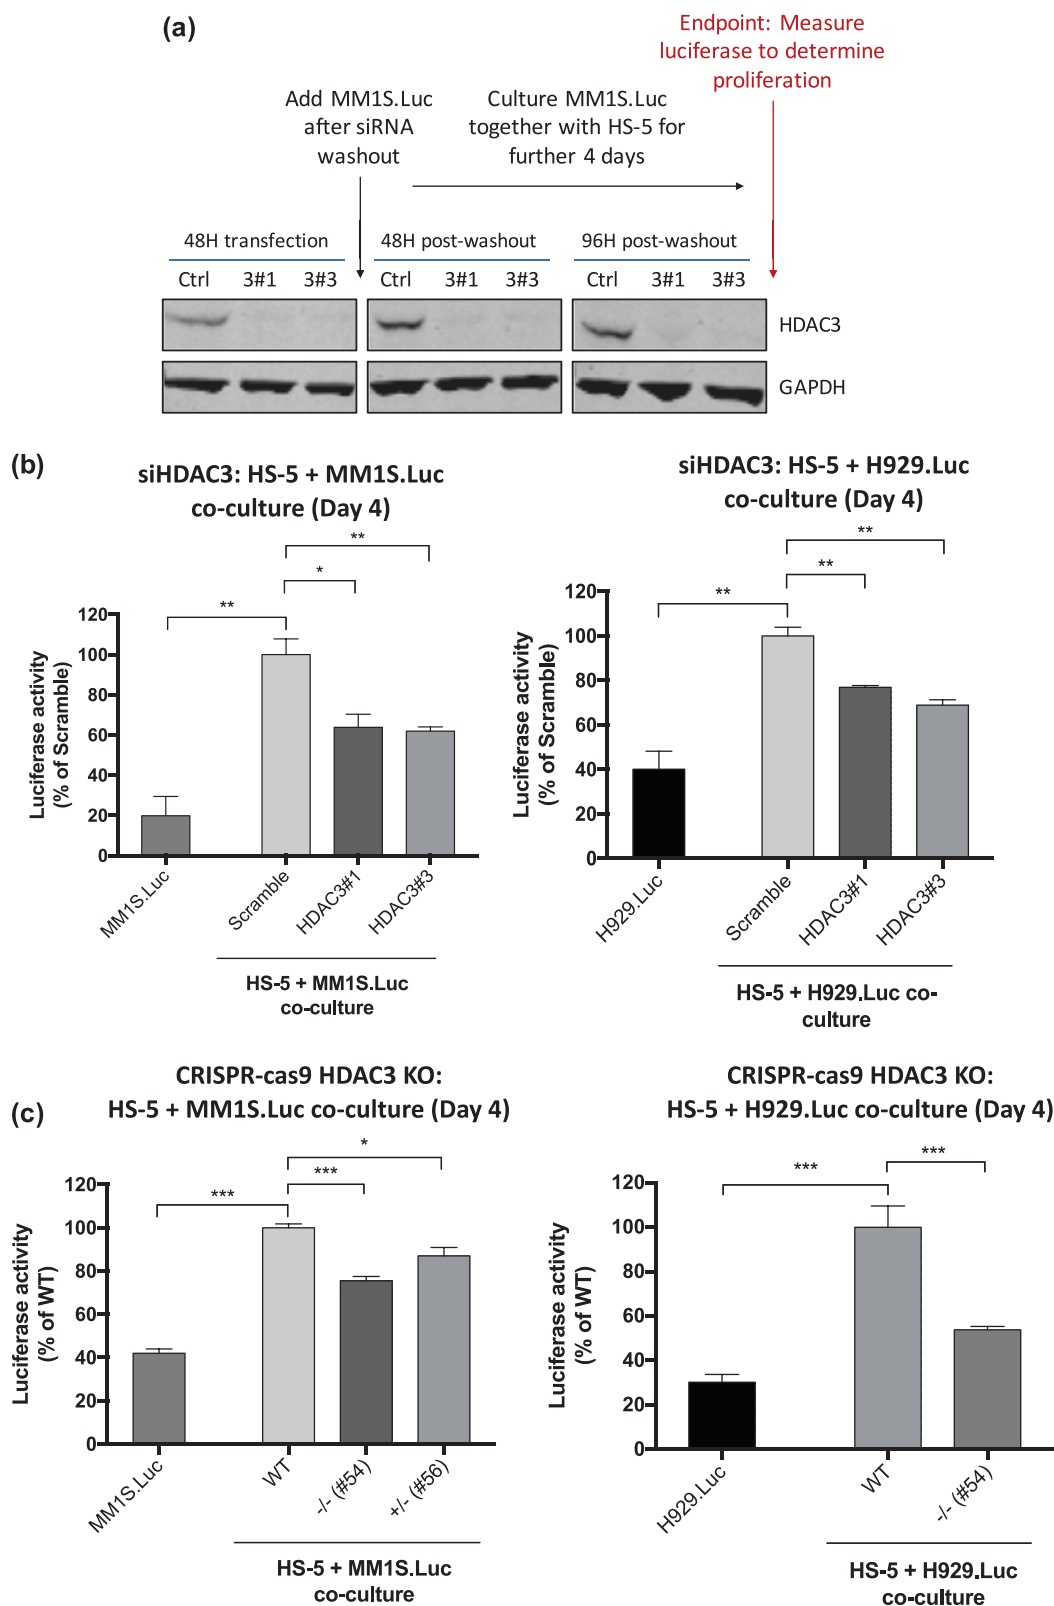 (a)
Endpoint: Measure
luciferase to determine
proliferation
Add MM1S.Luc
after siRNA
washout
Culture MM1S.Luc
together with HS-5 for
further 4 days
48H transfection
48H post-washout
96H post-washout
Ctrl 3#1 3#3
Ctrl 3#1 3#3
Ctrl 3#1 3#3
HDAC3
GAPDH
(b)
siHDAC3: HS-5 + MM1S.Luc
co-culture (Day 4)
**
*
**
120
100
80
60
40
20
0
Luciferase activity
(% of Scramble)
MM1S.Luc
Scramble
HDAC3#1
HDAC3#3
HS-5 + MM1S.Luc
co-culture
siHDAC3: HS-5 + H929.Luc
co-culture (Day 4)
**
**
**
120
100
80
60
40
20
0
Luciferase activity
(% of Scramble)
H929.Luc
Scramble
HDAC3#1
HDAC3#3
HS-5 + H929.Luc co-
culture
(c)
CRISPR-cas9 HDAC3 KO:
HS-5 + MM1S.Luc co-culture (Day 4)
*
***
***
120
100
80
60
40
20
0
Luciferase activity
(% of WT)
MM1S.Luc
WT
-/- (#54)
+/- (#56)
HS-5 + MM1S.Luc
co-culture
CRISPR-cas9 HDAC3 KO:
HS-5 + H929.Luc co-culture (Day 4)
***
***
120
100
80
60
40
20
0
Luciferase activity
(% of WT)
H929.Luc
WT
-/- (#54)
HS-5 + H929.Luc
co-culture